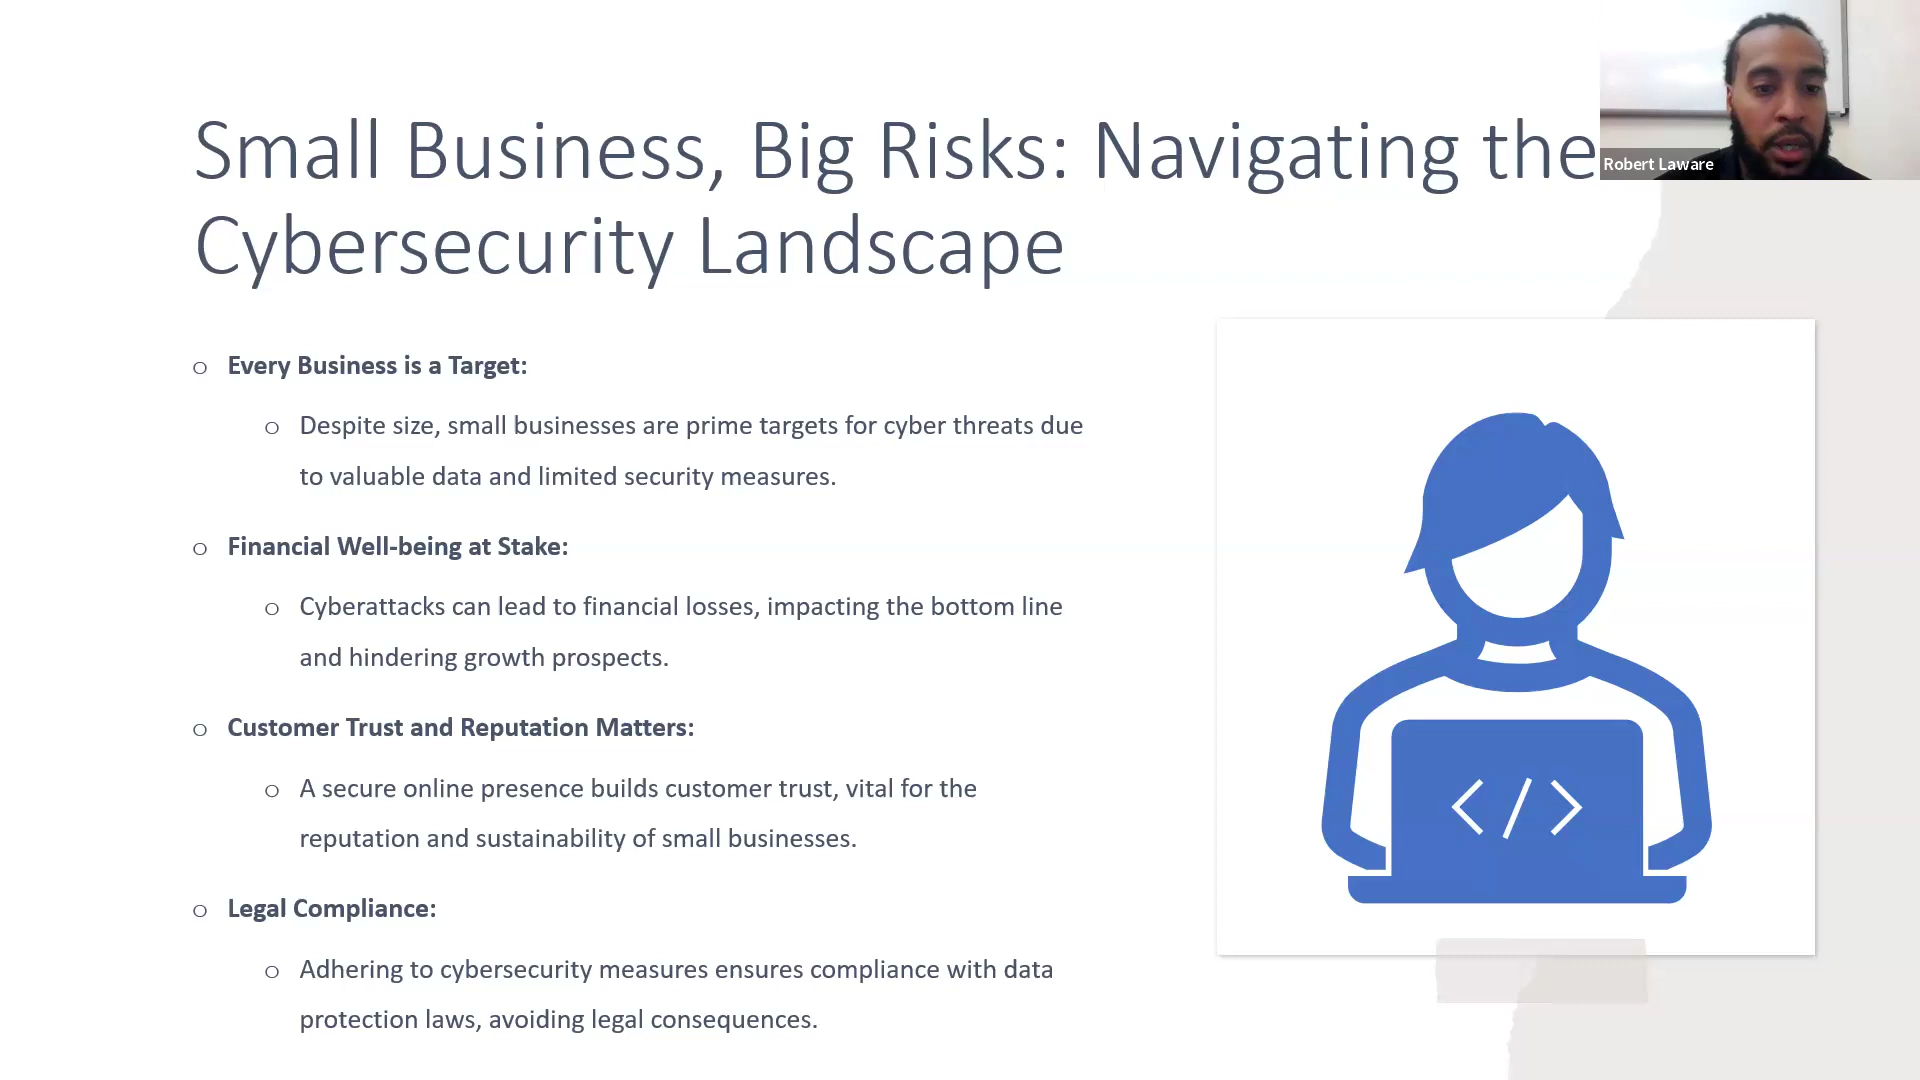 Small Business, Big Risks: Navigating the
Cybersecurity Landscape
Robert Laware
o Every Business is a Target:
o Despite size, small businesses are prime targets for cyber threats due
to valuable data and limited security measures.
o Financial Well-being at Stake:
o Cyberattacks can lead to financial losses, impacting the bottom line
and hindering growth prospects.
o Customer Trust and Reputation Matters:
o A secure online presence builds customer trust, vital for the
reputation and sustainability of small businesses.
o Legal Compliance:
o Adhering to cybersecurity measures ensures compliance with data
protection laws, avoiding legal consequences.
</>